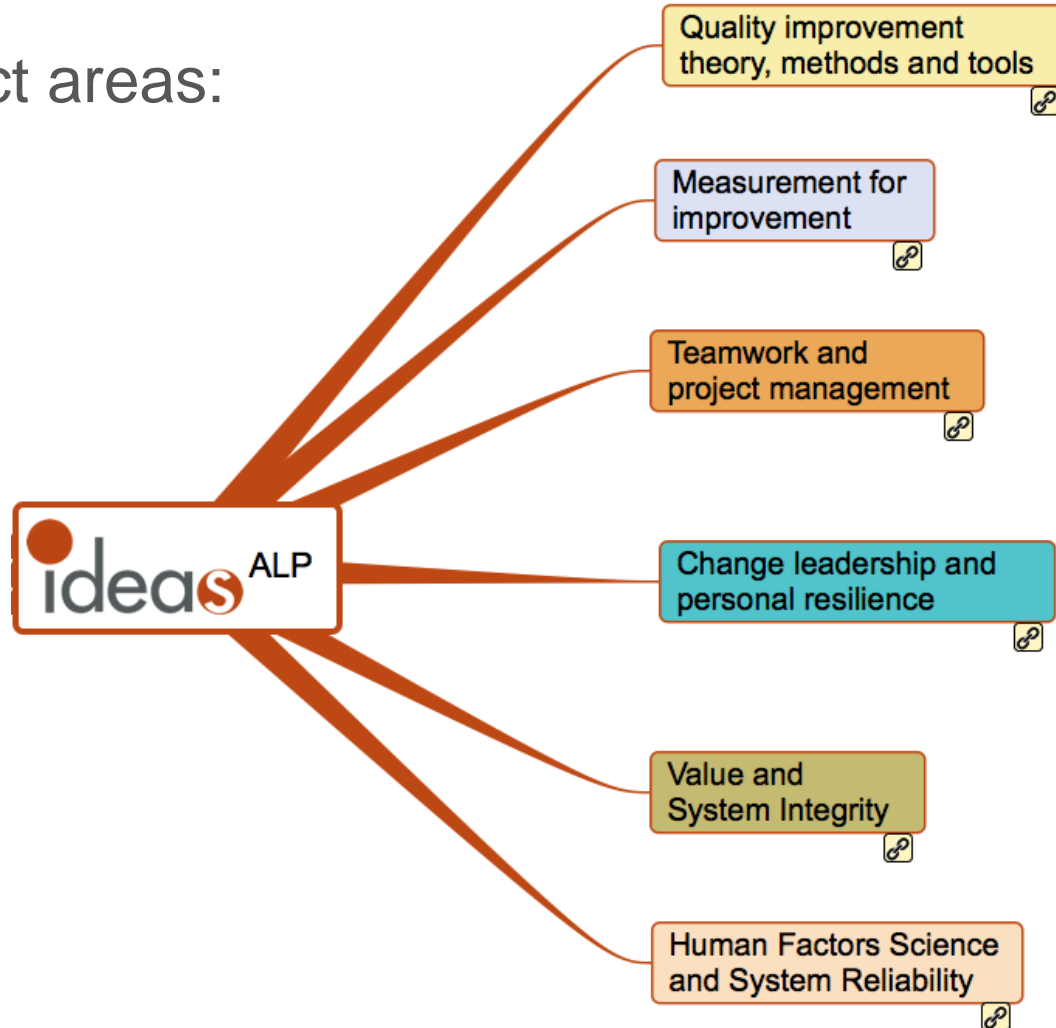 ct areas:
Quality improvement
theory, methods and tools
Measurement for
improvement
Teamwork and
project management
ideas ALP
Change leadership and
personal resilience
Value and
System Integrity
Human Factors Science
and System Reliability